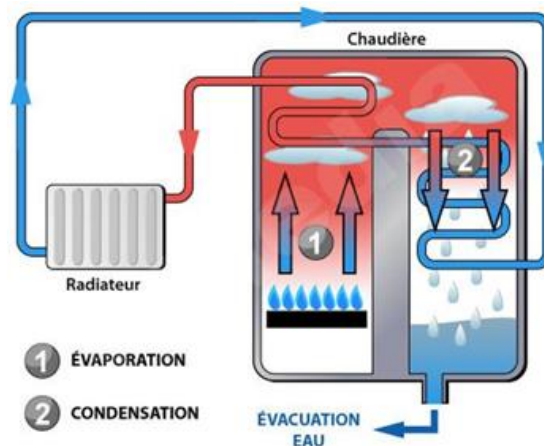 Chaudière
2
1
Radiateur
1 ÉVAPORATION
2 CONDENSATION
ÉVACUATION
EAU